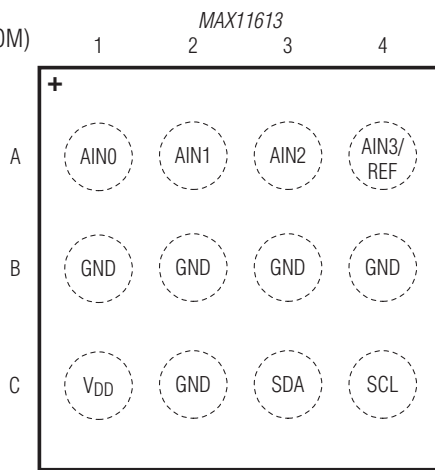 MAX11613
1 2 3 4
+
A AIN0 AIN1 AIN2 AIN3/
REF
B GND GND GND GND
C VDD GND SDA SCL